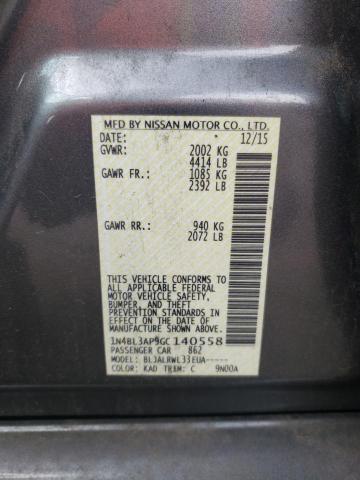 MFD BY NISSAN MOTOR CO., LTD.
DATE: 12/15
GVWR: 2002 KG
4414 LB
GAWR FR.: 1085 KG
2392 LB
GAWR RR.: 940 KG
2072 LB
THIS VEHICLE CONFORMS TO
ALL APPLICABLE FEDERAL
MOTOR VEHICLE SAFETY,
BUMPER, AND THEFT
PREVENTION STANDARDS
IN EFFECT ON THE DATE OF
MANUFACTURE SHOWN ABOVE.
1N4BL3AP9GC140558
PASSENGER CAR 862
MODEL: BLJALRWL33EUA-----
COLOR: KAD TRIM: C 9N00A